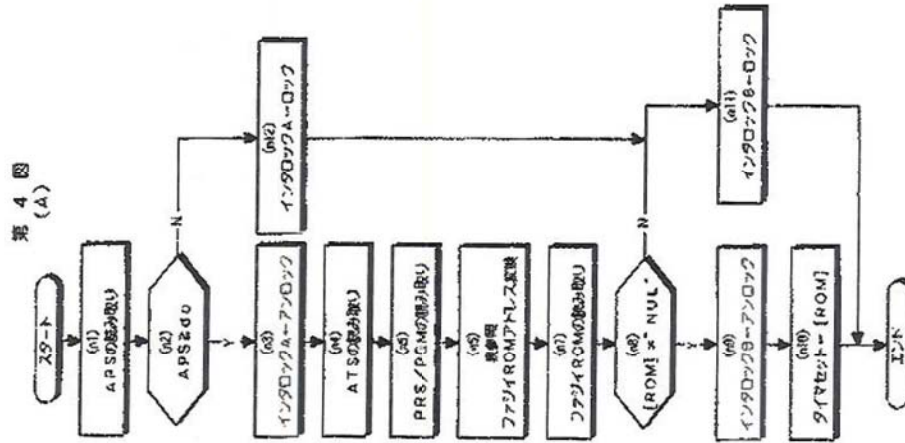 第 4 図
(A)
スタート
(n1)
APSの読み取り
(n2)
APS≧do
N
Y
(n12)
インタロックA←ロック
(n3)
インタロックA←アンロック
(n4)
ATSの読み取り
(n5)
PRS/PGMの読み取り
(n6)
表参照
ファジイROMアドレス変換
(n7)
ファジイROMの読み取り
(n8)
N
Y
(n11)
インタロックB←ロック
(n9)
インタロックB←アンロック
(n10)
タイマセット←[ROM]
エンド